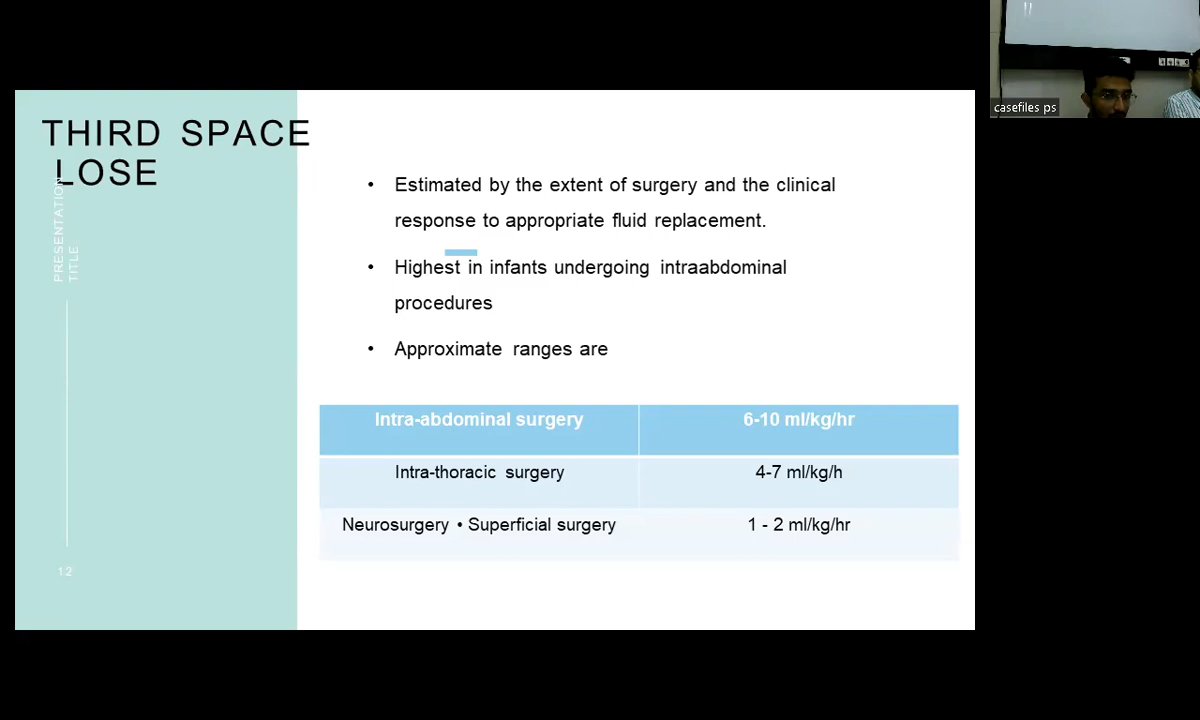 THIRD SPACE
LOSE
PRESENTATION
TITLE
12
• Estimated by the extent of surgery and the clinical
response to appropriate fluid replacement.
• Highest in infants undergoing intraabdominal
procedures
• Approximate ranges are
Intra-abdominal surgery 6-10 ml/kg/hr
Intra-thoracic surgery 4-7 ml/kg/h
Neurosurgery • Superficial surgery 1 - 2 ml/kg/hr
casefiles ps